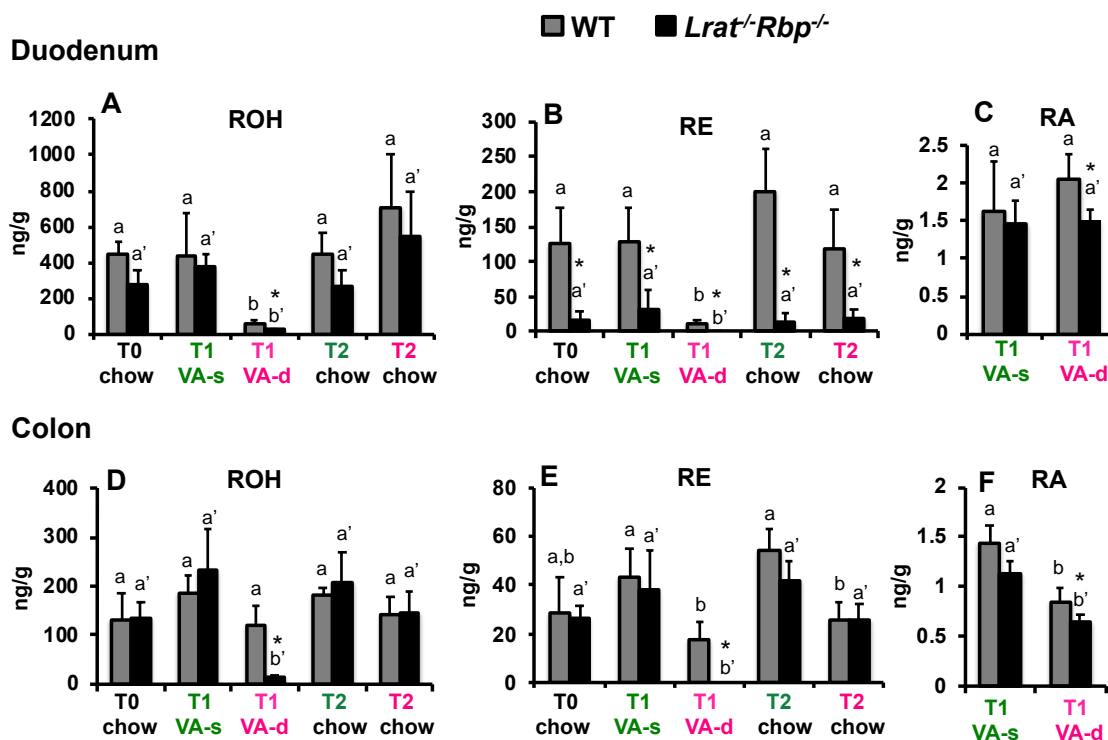 WT Lrat-/-Rbp-/-
Duodenum
A ROH
1200
1000
800
600
400
200
0
ng/g
a a' a a' b * b' a a' a a'
T0 T1 T1 T2 T2
chow VA-s VA-d chow chow
B RE
300
250
200
150
100
50
0
ng/g
a * a' a * a' b * b' a * a' a * a'
T0 T1 T1 T2 T2
chow VA-s VA-d chow chow
C RA
2.5
2
1.5
1
0.5
0
ng/g
a a' a * a'
T1 T1
VA-s VA-d
Colon
D ROH
400
300
200
100
0
ng/g
a a' a a' a * b' a a' a a'
T0 T1 T1 T2 T2
chow VA-s VA-d chow chow
E RE
80
60
40
20
0
ng/g
a,b a' a a' b * b' a a' b a'
T0 T1 T1 T2 T2
chow VA-s VA-d chow chow
F RA
2
1.5
1
0.5
0
ng/g
a a' b * b'
T1 T1
VA-s VA-d